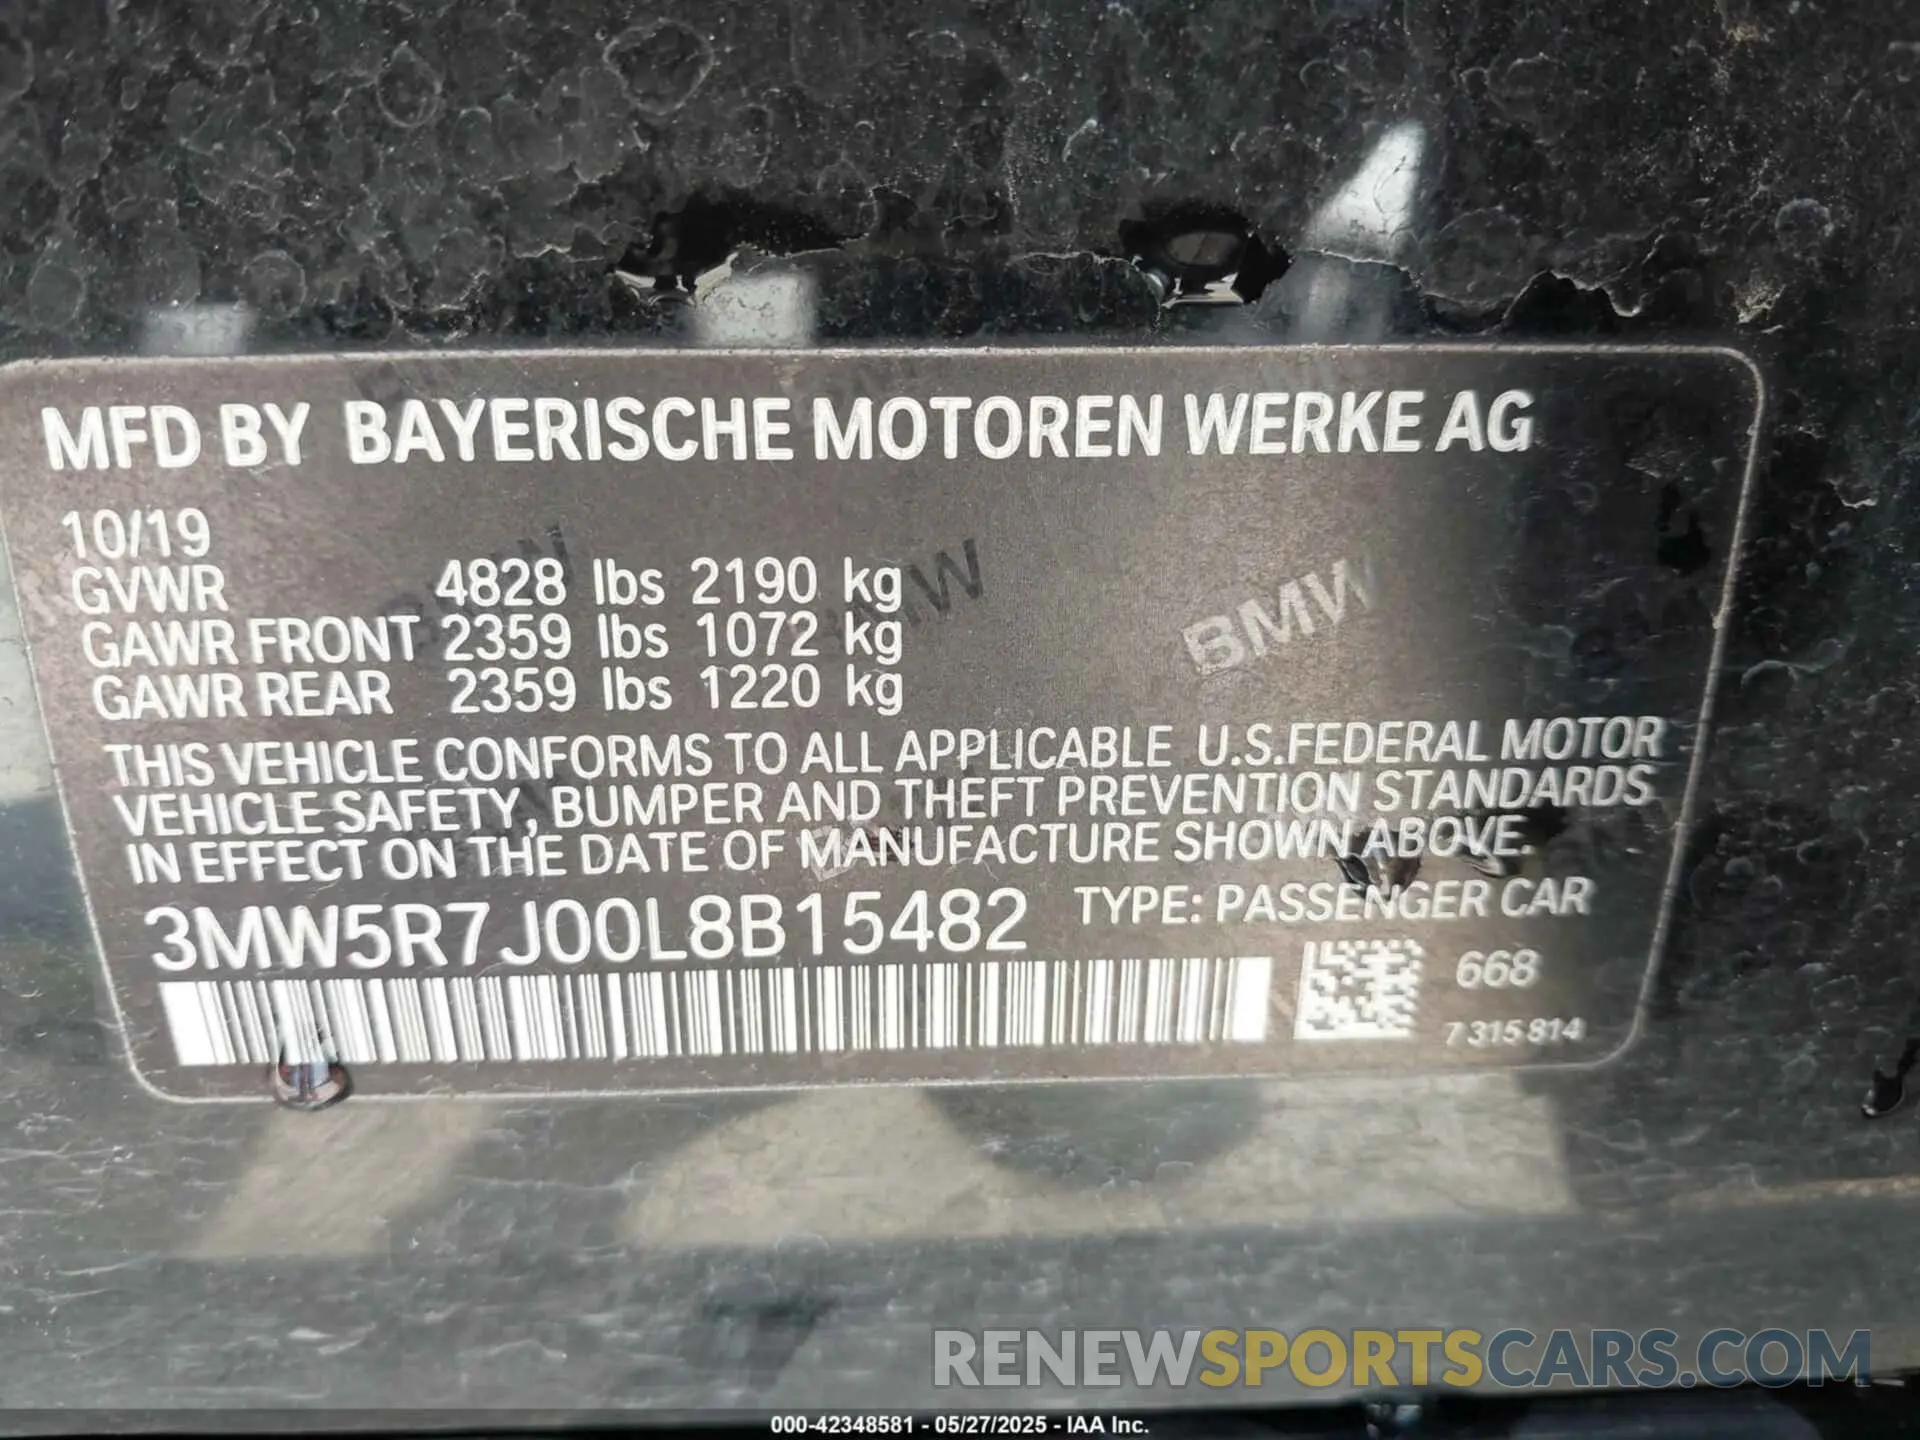 MFD BY BAYERISCHE MOTOREN WERKE AG
10/19
GVWR 4828 lbs 2190 kg
GAWR FRONT 2359 lbs 1072 kg
GAWR REAR 2359 lbs 1220 kg
BMW BMW BMW
THIS VEHICLE CONFORMS TO ALL APPLICABLE U.S.FEDERAL MOTOR
VEHICLE SAFETY, BUMPER AND THEFT PREVENTION STANDARDS
IN EFFECT ON THE DATE OF MANUFACTURE SHOWN ABOVE.
3MW5R7J00L8B15482 TYPE: PASSENGER CAR
668
7 315 814
RENEWSPORTSCARS.COM
000-42348581 - 05/27/2025 - IAA Inc.